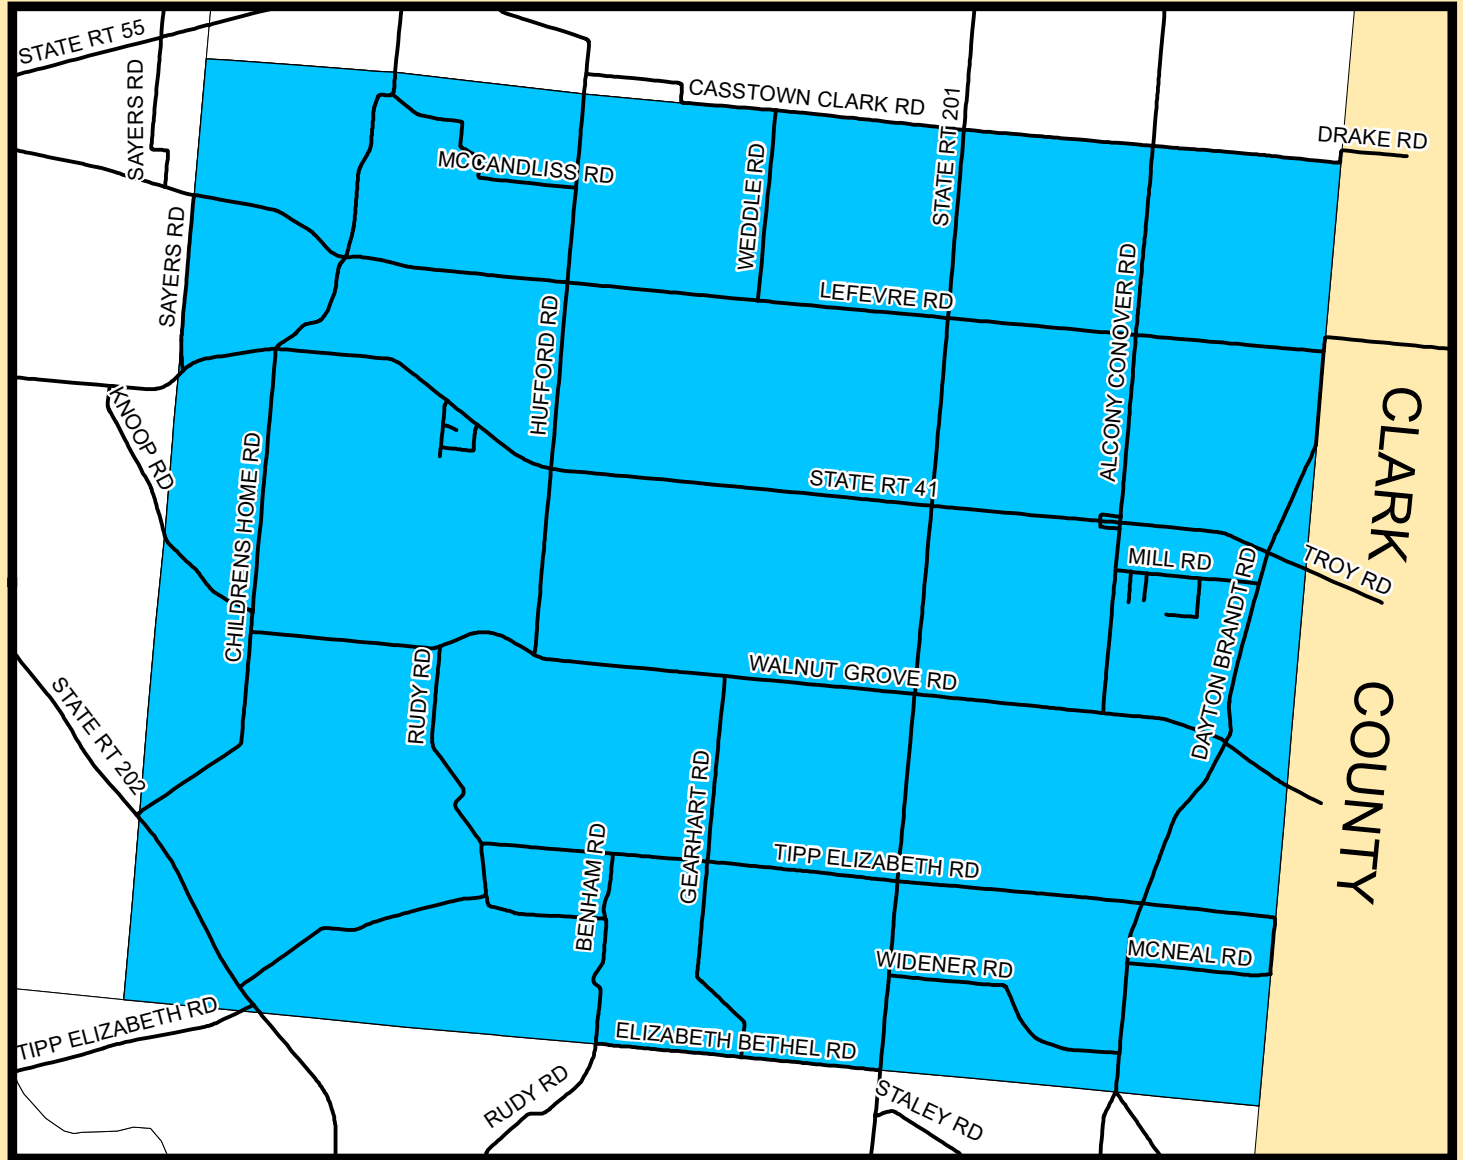 STATE RT 55
SAYERS RD
CASSTOWN CLARK RD
STATE RT 201
DRAKE RD
MCCANDLISS RD
WEDDLE RD
SAYERS RD
LEFEVRE RD
ALCONY CONOVER RD
HUFFORD RD
KNOOP RD
CHILDRENS HOME RD
STATE RT 41
CLARK
MILL RD
TROY RD
DAYTON BRANDT RD
RUDY RD
WALNUT GROVE RD
STATE RT 202
COUNTY
GEARHART RD
BENHAM RD
TIPP ELIZABETH RD
MCNEAL RD
WIDENER RD
TIPP ELIZABETH RD
ELIZABETH BETHEL RD
RUDY RD
STALEY RD